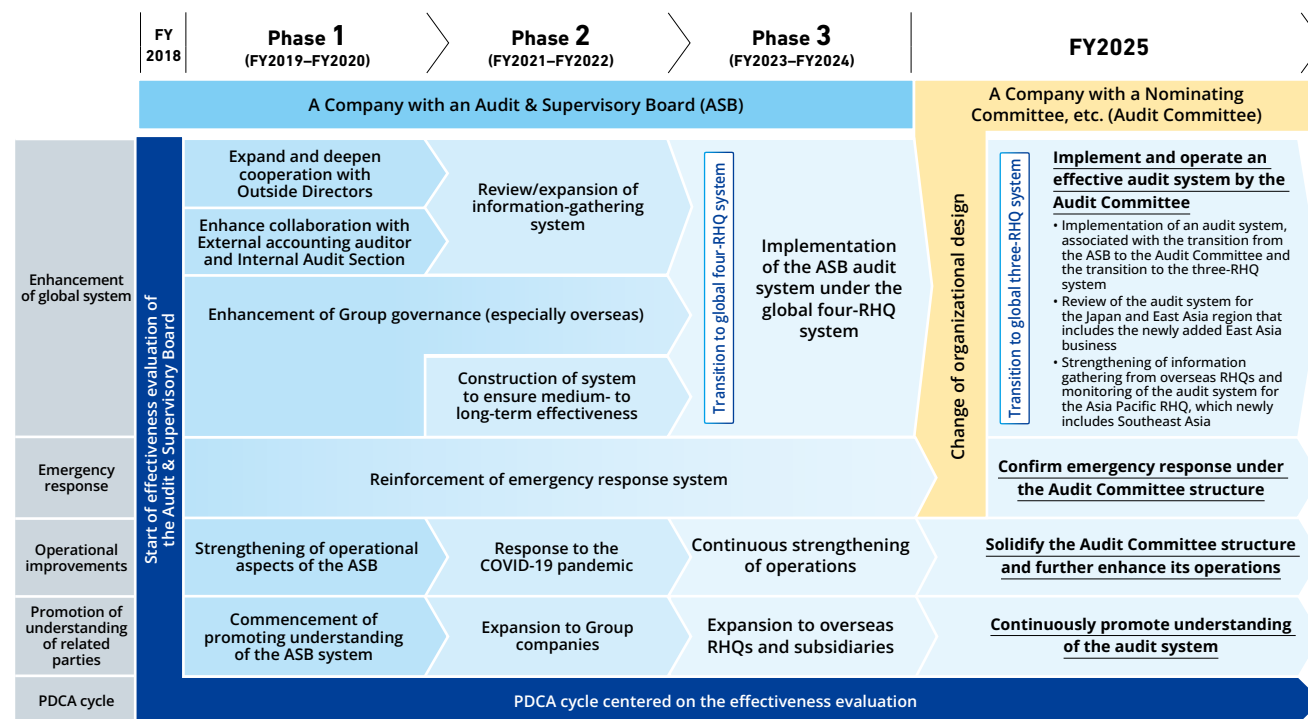 FY
2018
Phase 1
(FY2019–FY2020)
Phase 2
(FY2021–FY2022)
Phase 3
(FY2023–FY2024)
FY2025
A Company with an Audit & Supervisory Board (ASB)
A Company with a Nominating
Committee, etc. (Audit Committee)
Start of effectiveness evaluation of
the Audit & Supervisory Board
Enhancement
of global system
Expand and deepen
cooperation with
Outside Directors
Enhance collaboration with
External accounting auditor
and Internal Audit Section
Review/expansion of
information-gathering
system
Enhancement of Group governance (especially overseas)
Construction of system
to ensure medium- to
long-term effectiveness
Transition to global four-RHQ system
Implementation
of the ASB audit
system under the
global four-RHQ
system
Change of organizational design
Transition to global three-RHQ system
Implement and operate an
effective audit system by the
Audit Committee
• Implementation of an audit system,
associated with the transition from
the ASB to the Audit Committee and
the transition to the three-RHQ
system
• Review of the audit system for
the Japan and East Asia region that
includes the newly added East Asia
business
• Strengthening of information
gathering from overseas RHQs and
monitoring of the audit system for
the Asia Pacific RHQ, which newly
includes Southeast Asia
Emergency
response
Reinforcement of emergency response system
Confirm emergency response under
the Audit Committee structure
Operational
improvements
Strengthening of operational
aspects of the ASB
Response to the
COVID-19 pandemic
Continuous strengthening
of operations
Solidify the Audit Committee structure
and further enhance its operations
Promotion of
understanding
of related
parties
Commencement of
promoting understanding
of the ASB system
Expansion to Group
companies
Expansion to overseas
RHQs and subsidiaries
Continuously promote understanding
of the audit system
PDCA cycle
PDCA cycle centered on the effectiveness evaluation